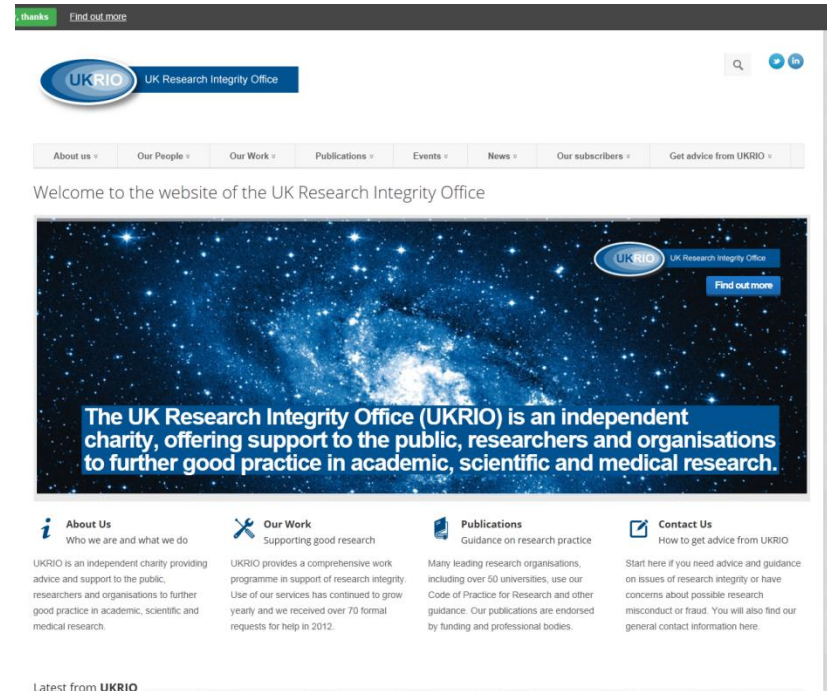 , thanks Find out more
UKRIO UK Research Integrity Office
About us Our People Our Work Publications Events News Our subscribers Get advice from UKRIO
Welcome to the website of the UK Research Integrity Office
UKRIO UK Research Integrity Office
Find out more
The UK Research Integrity Office (UKRIO) is an independent
charity, offering support to the public, researchers and organisations
to further good practice in academic, scientific and medical research.
About Us
Who we are and what we do
UKRIO is an independent charity providing
advice and support to the public,
researchers and organisations to further
good practice in academic, scientific and
medical research.
Our Work
Supporting good research
UKRIO provides a comprehensive work
programme in support of research integrity.
Use of our services has continued to grow
yearly and we received over 70 formal
requests for help in 2012.
Publications
Guidance on research practice
Many leading research organisations,
including over 50 universities, use our
Code of Practice for Research and other
guidance. Our publications are endorsed
by funding and professional bodies.
Contact Us
How to get advice from UKRIO
Start here if you need advice and guidance
on issues of research integrity or have
concerns about possible research
misconduct or fraud. You will also find our
general contact information here.
Latest from UKRIO